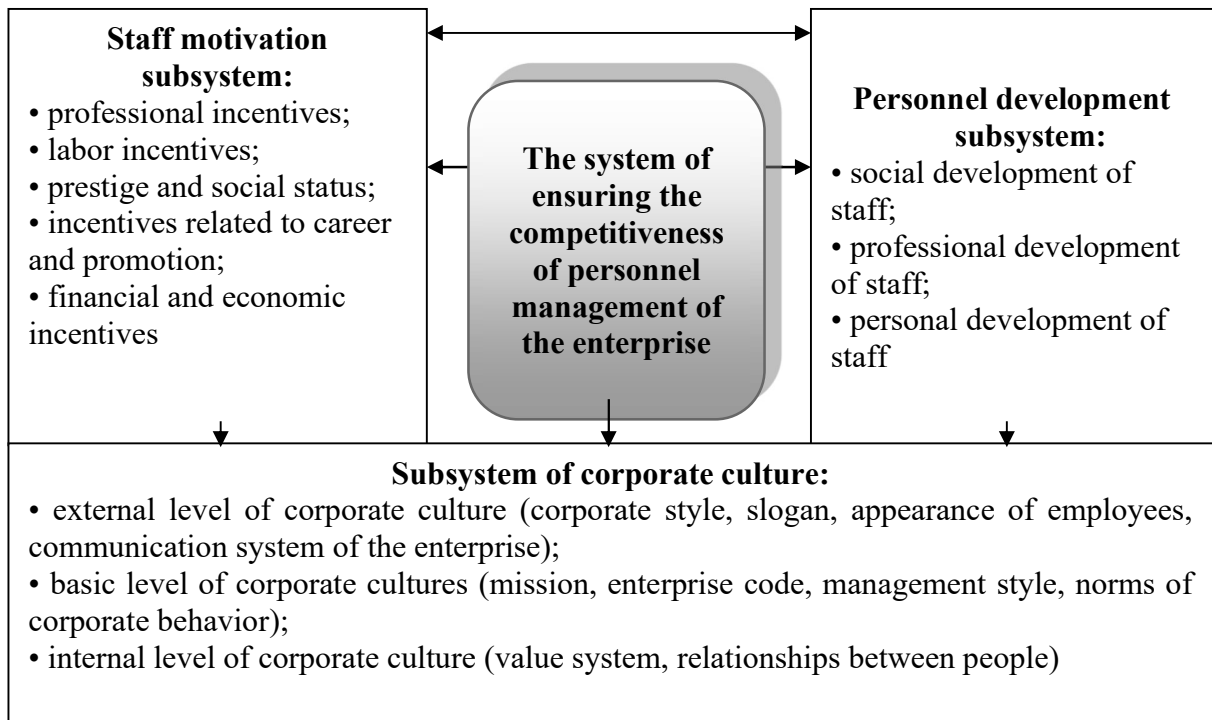 Staff motivation
subsystem:
• professional incentives;
• labor incentives;
• prestige and social status;
• incentives related to career
and promotion;
• financial and economic
incentives
The system of
ensuring the
competitiveness
of personnel
management of
the enterprise
Personnel development
subsystem:
• social development of
staff;
• professional development
of staff;
• personal development of
staff
Subsystem of corporate culture:
• external level of corporate culture (corporate style, slogan, appearance of employees,
communication system of the enterprise);
• basic level of corporate cultures (mission, enterprise code, management style, norms of
corporate behavior);
• internal level of corporate culture (value system, relationships between people)